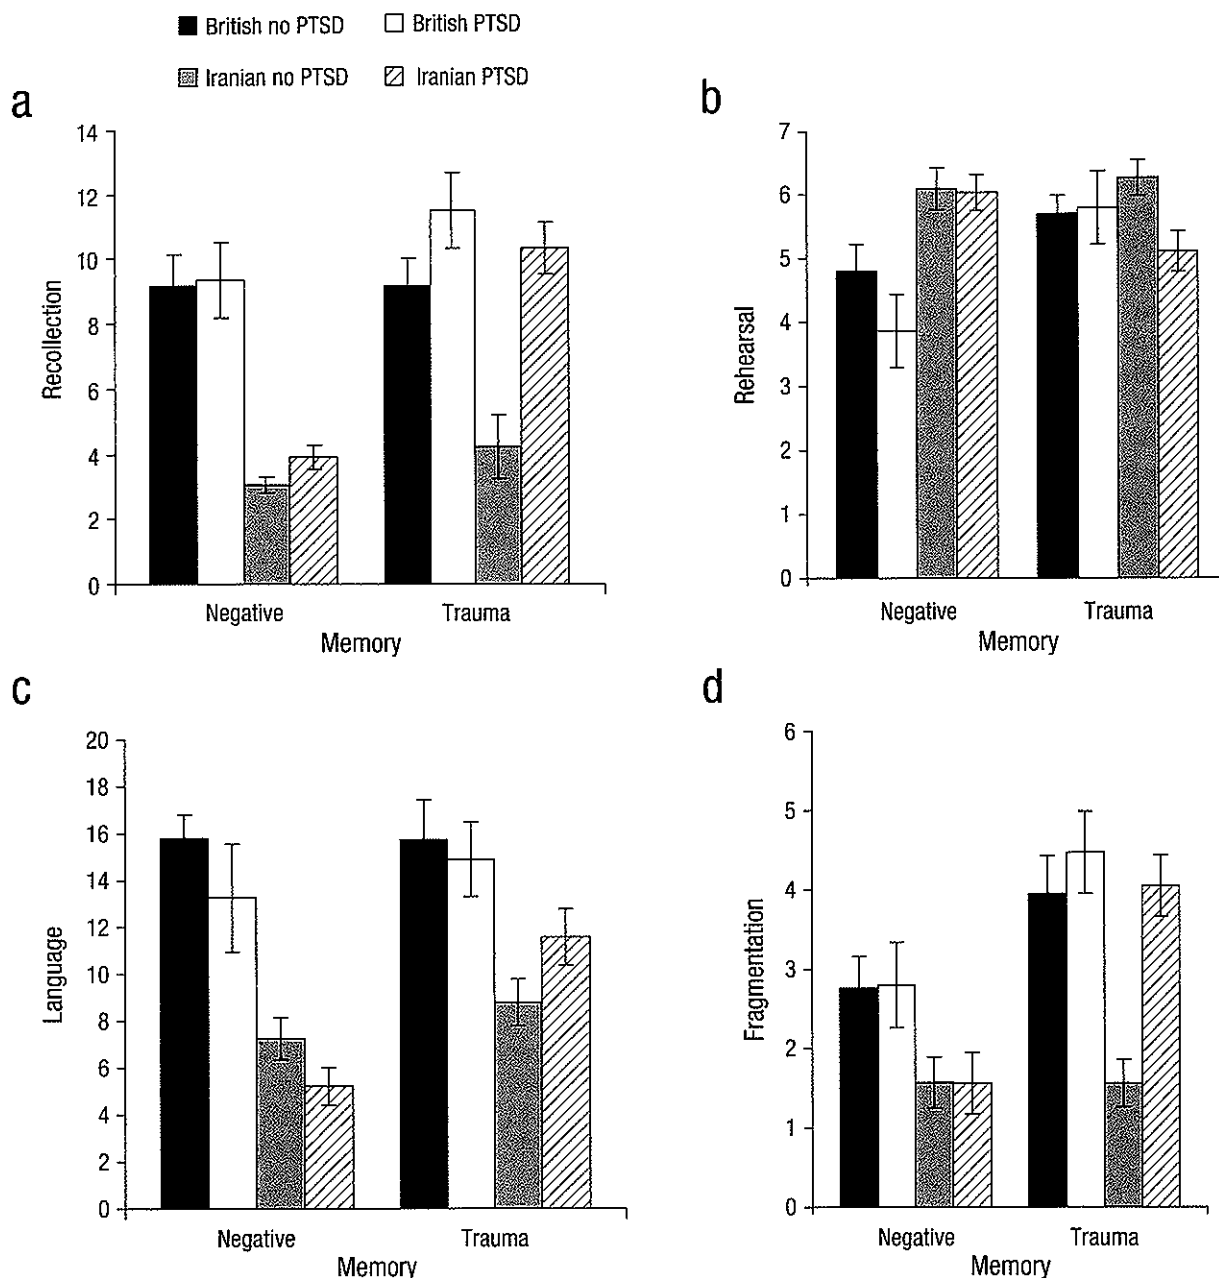 British no PTSD British PTSD
Iranian no PTSD Iranian PTSD
a
14
12
10
8
6
4
2
0
Recollection
Negative Trauma
Memory
b
7
6
5
4
3
2
1
0
Rehearsal
Negative Trauma
Memory
c
20
18
16
14
12
10
8
6
4
2
0
Language
Negative Trauma
Memory
d
6
5
4
3
2
1
0
Fragmentation
Negative Trauma
Memory